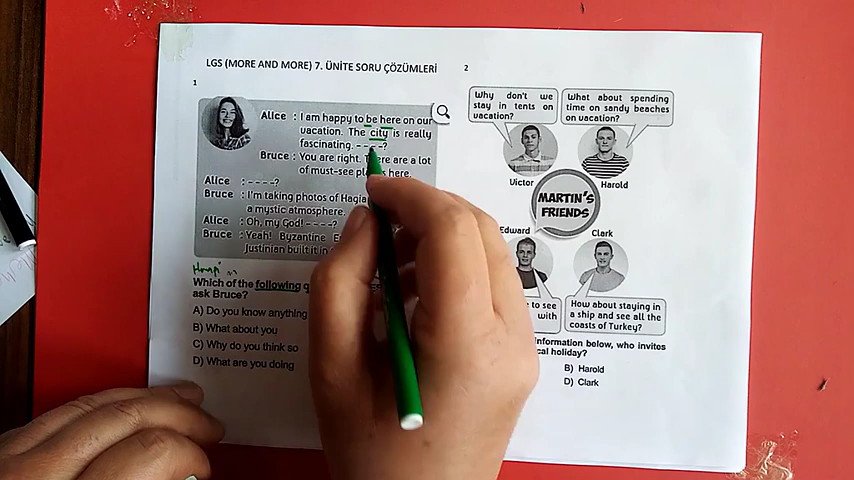 LGS (MORE AND MORE) 7. ÜNİTE SORU ÇÖZÜMLERİ
1
Alice : I am happy to be here on our
vacation. The city is really
fascinating. - - - -?
Bruce : You are right. There are a lot
of must-see places here.
Alice : - - - -?
Bruce : I'm taking photos of
a mystic atmosphere.
Alice : Oh, my God! - - - -?
Bruce : Yeah! Byzantine
Justinian built it in
Which of the following
ask Bruce?
A) Do you know anything
B) What about you
C) Why do you think so
D) What are you doing
2
Why don't we
stay in tents on
vacation?
What about spending
time on sandy beaches
on vacation?
Victor
Harold
MARTIN'S
FRIENDS
Edward
Clark
to see
with
How about staying in
a ship and see all the
coasts of Turkey?
information below, who invites
holiday?
B) Harold
D) Clark